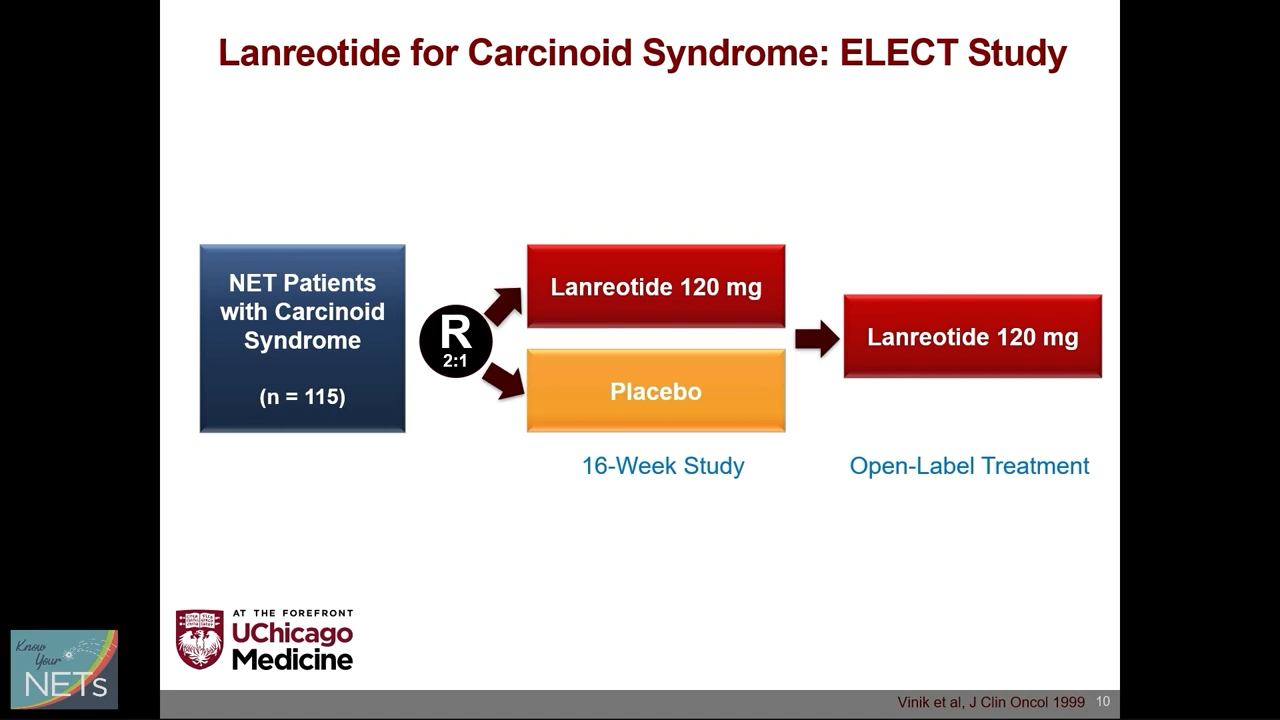 Lanreotide for Carcinoid Syndrome: ELECT Study
NET Patients
with Carcinoid
Syndrome
(n = 115)
R
2:1
Lanreotide 120 mg
Placebo
16-Week Study
Lanreotide 120 mg
Open-Label Treatment
AT THE FOREFRONT
UChicago
Medicine
Know
Your
NETs
Vinik et al, J Clin Oncol 1999
10